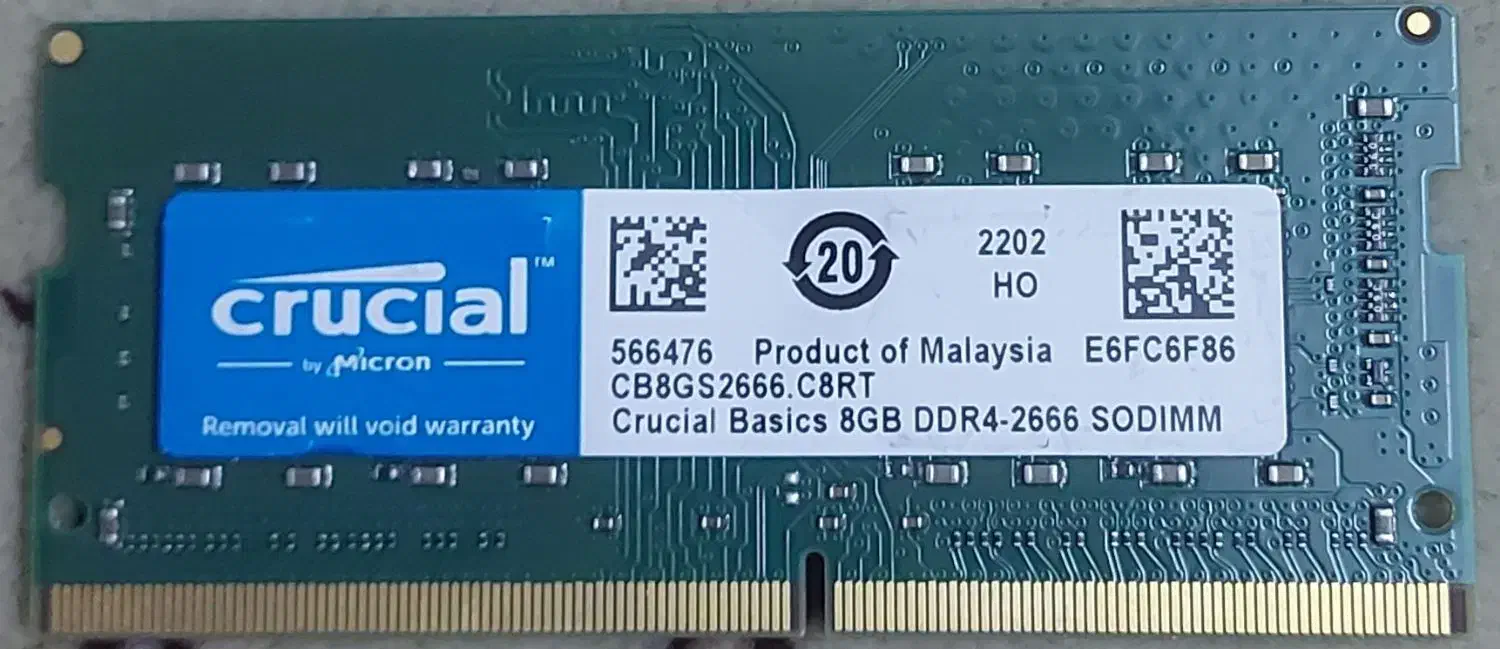 crucial™
by Micron
Removal will void warranty
20
2202
HO
566476 Product of Malaysia E6FC6F86
CB8GS2666.C8RT
Crucial Basics 8GB DDR4-2666 SODIMM